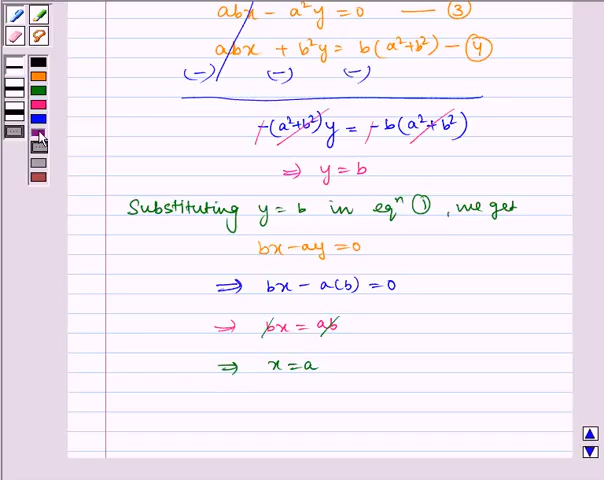 abx - a²y = 0 — ③
abx + b²y = b(a²+b²) - ④
(-) (-) (-)
-(a²+b²)y = -b(a²+b²)
⇒ y = b
Substituting y = b in eqⁿ ①, we get
bx - ay = 0
⇒ bx - a(b) = 0
⇒ bx = ab
⇒ x = a